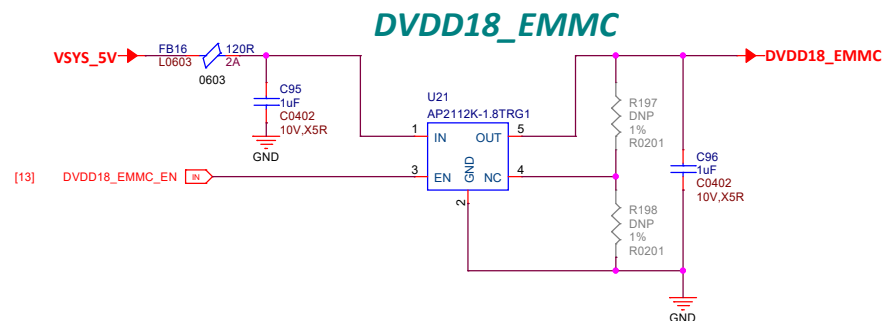 DVDD18_EMMC
VSYS_5V
FB16
120R
L0603
2A
0603
DVDD18_EMMC
C95
1uF
C0402
10V,X5R
GND
U21
AP2112K-1.8TRG1
1
IN
OUT
5
3
EN
GND
NC
4
2
R197
DNP
1%
R0201
C96
1uF
C0402
10V,X5R
[13]
DVDD18_EMMC_EN
IN
R198
DNP
1%
R0201
GND